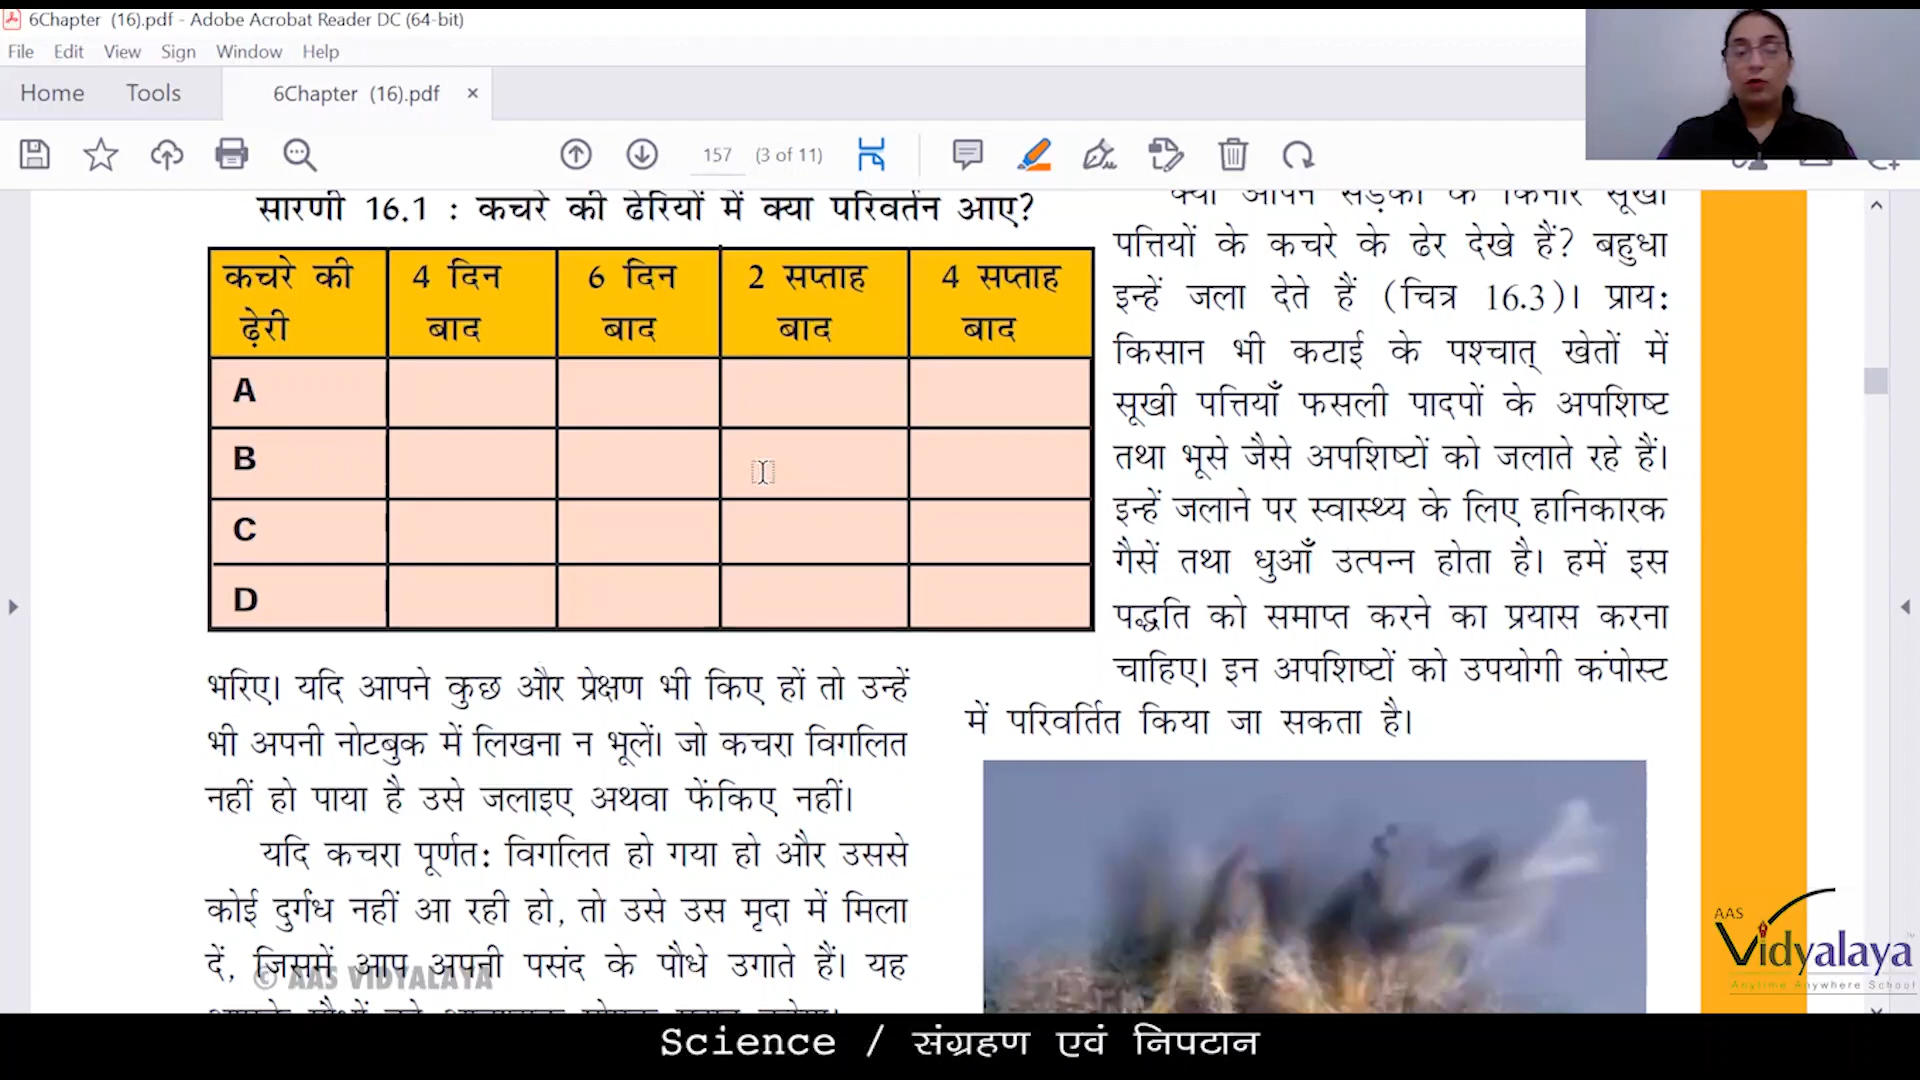 6Chapter (16).pdf - Adobe Acrobat Reader DC (64-bit)
File Edit View Sign Window Help
Home Tools 6Chapter (16).pdf ×
157 (3 of 11)
सारणी 16.1 : कचरे की ढेरियों में क्या परिवर्तन आए?
कचरे की ढ़ेरी 4 दिन बाद 6 दिन बाद 2 सप्ताह बाद 4 सप्ताह बाद
A
B
C
D
भरिए। यदि आपने कुछ और प्रेक्षण भी किए हों तो उन्हें
भी अपनी नोटबुक में लिखना न भूलें। जो कचरा विगलित
नहीं हो पाया है उसे जलाइए अथवा फेंकिए नहीं।
यदि कचरा पूर्णत: विगलित हो गया हो और उससे
कोई दुर्गंध नहीं आ रही हो, तो उसे उस मृदा में मिला
दें, जिसमें आप अपनी पसंद के पौधे उगाते हैं। यह
© AAS VIDYALAYA
क्या आपने सड़कों के किनारे सूखी
पत्तियों के कचरे के ढेर देखे हैं? बहुधा
इन्हें जला देते हैं (चित्र 16.3)। प्राय:
किसान भी कटाई के पश्चात् खेतों में
सूखी पत्तियाँ फसली पादपों के अपशिष्ट
तथा भूसे जैसे अपशिष्टों को जलाते रहे हैं।
इन्हें जलाने पर स्वास्थ्य के लिए हानिकारक
गैसें तथा धुआँ उत्पन्न होता है। हमें इस
पद्धति को समाप्त करने का प्रयास करना
चाहिए। इन अपशिष्टों को उपयोगी कंपोस्ट
में परिवर्तित किया जा सकता है।
AAS
Vidyalaya
Anytime Anywhere School
Science / संग्रहण एवं निपटान